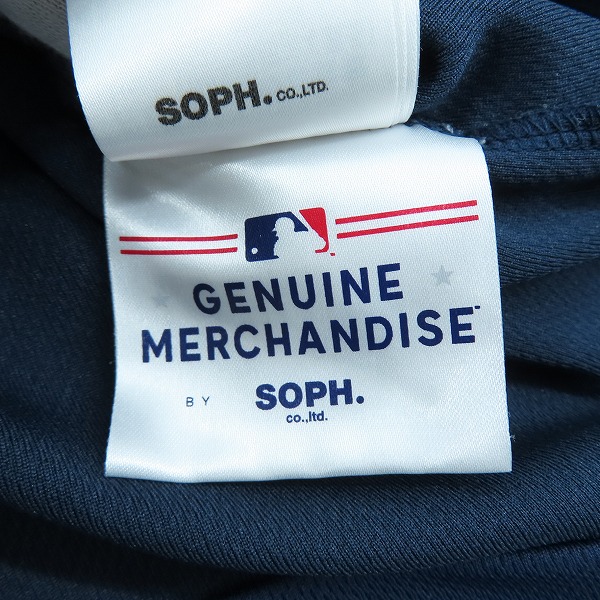 SOPH. CO.,LTD.
GENUINE
MERCHANDISE™
BY SOPH.
co.,ltd.